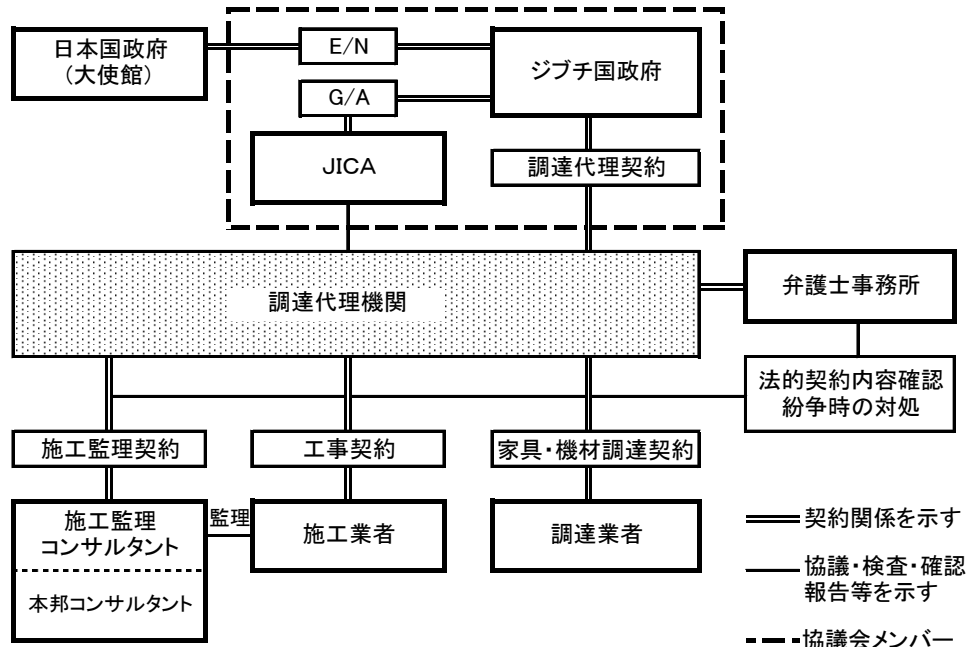 日本国政府
（大使館）
E/N
ジブチ国政府
G/A
JICA
調達代理契約
調達代理機関
弁護士事務所
法的契約内容確認
紛争時の対処
施工監理契約
工事契約
家具・機材調達契約
施工監理
コンサルタント
監理
施工業者
調達業者
本邦コンサルタント
契約関係を示す
協議・検査・確認
報告等を示す
協議会メンバー